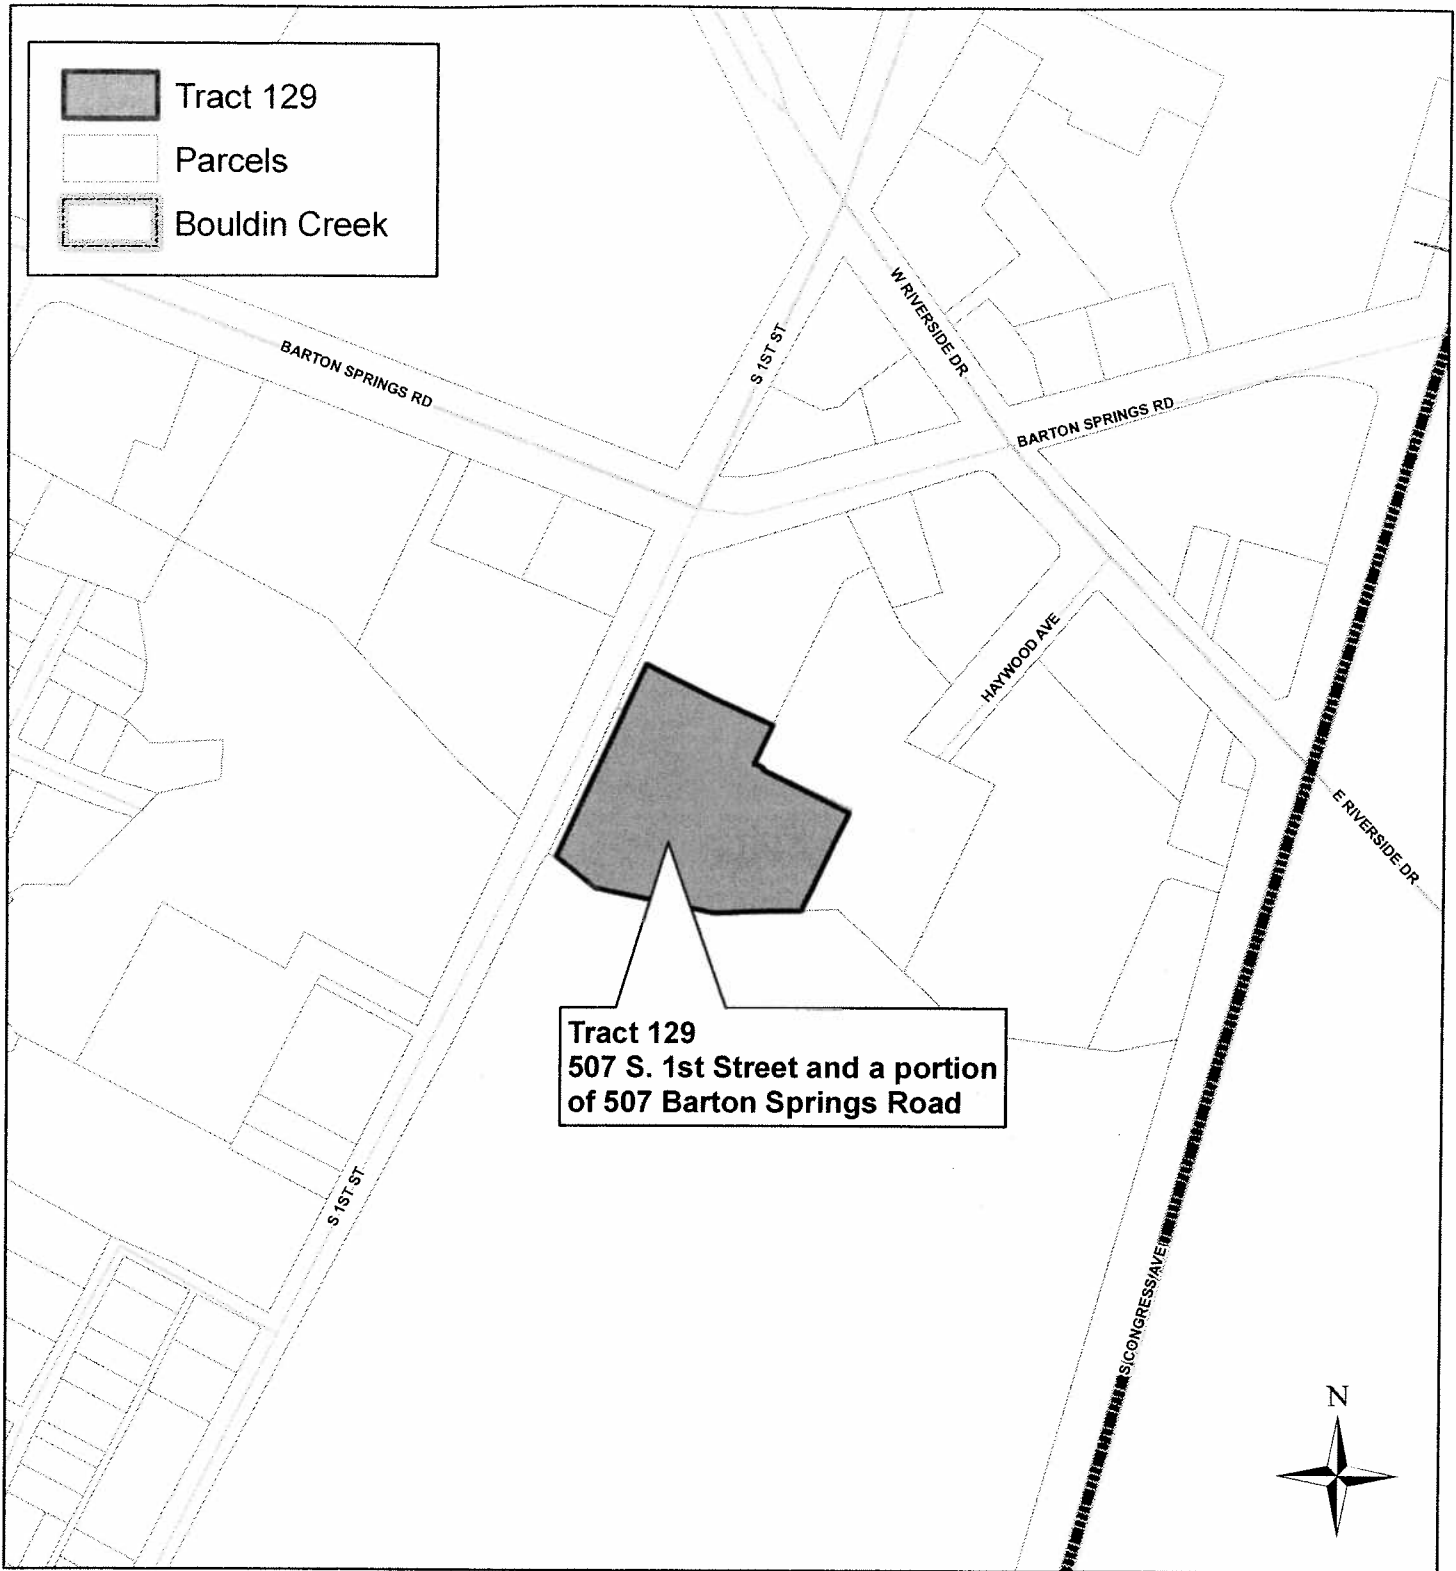 Tract 129
Parcels
Bouldin Creek
BARTON SPRINGS RD
S 1ST ST
W RIVERSIDE DR
BARTON SPRINGS RD
HAYWOOD AVE
E RIVERSIDE DR
Tract 129
507 S. 1st Street and a portion
of 507 Barton Springs Road
S 1ST ST
S CONGRESS AVE
N